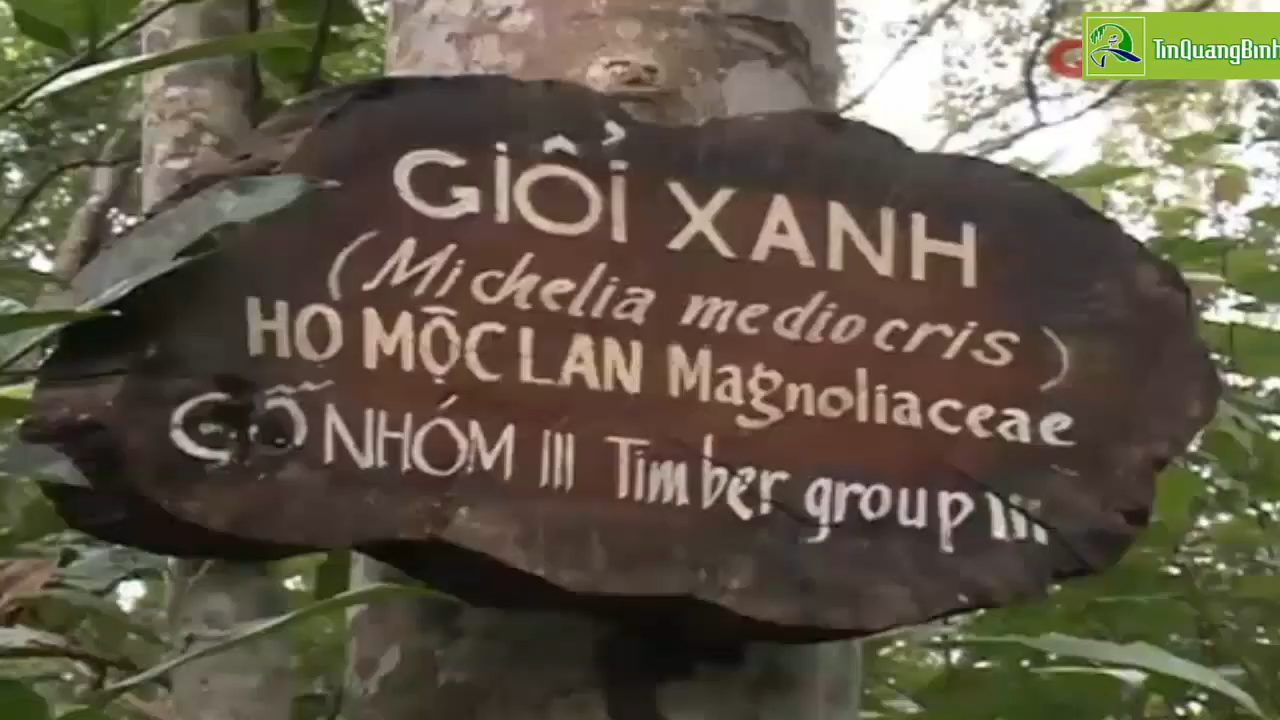 TinQuangBinh
GIỔI XANH
(Michelia mediocris)
HỌ MỘC LAN Magnoliaceae
GỖ NHÓM III Timber group III